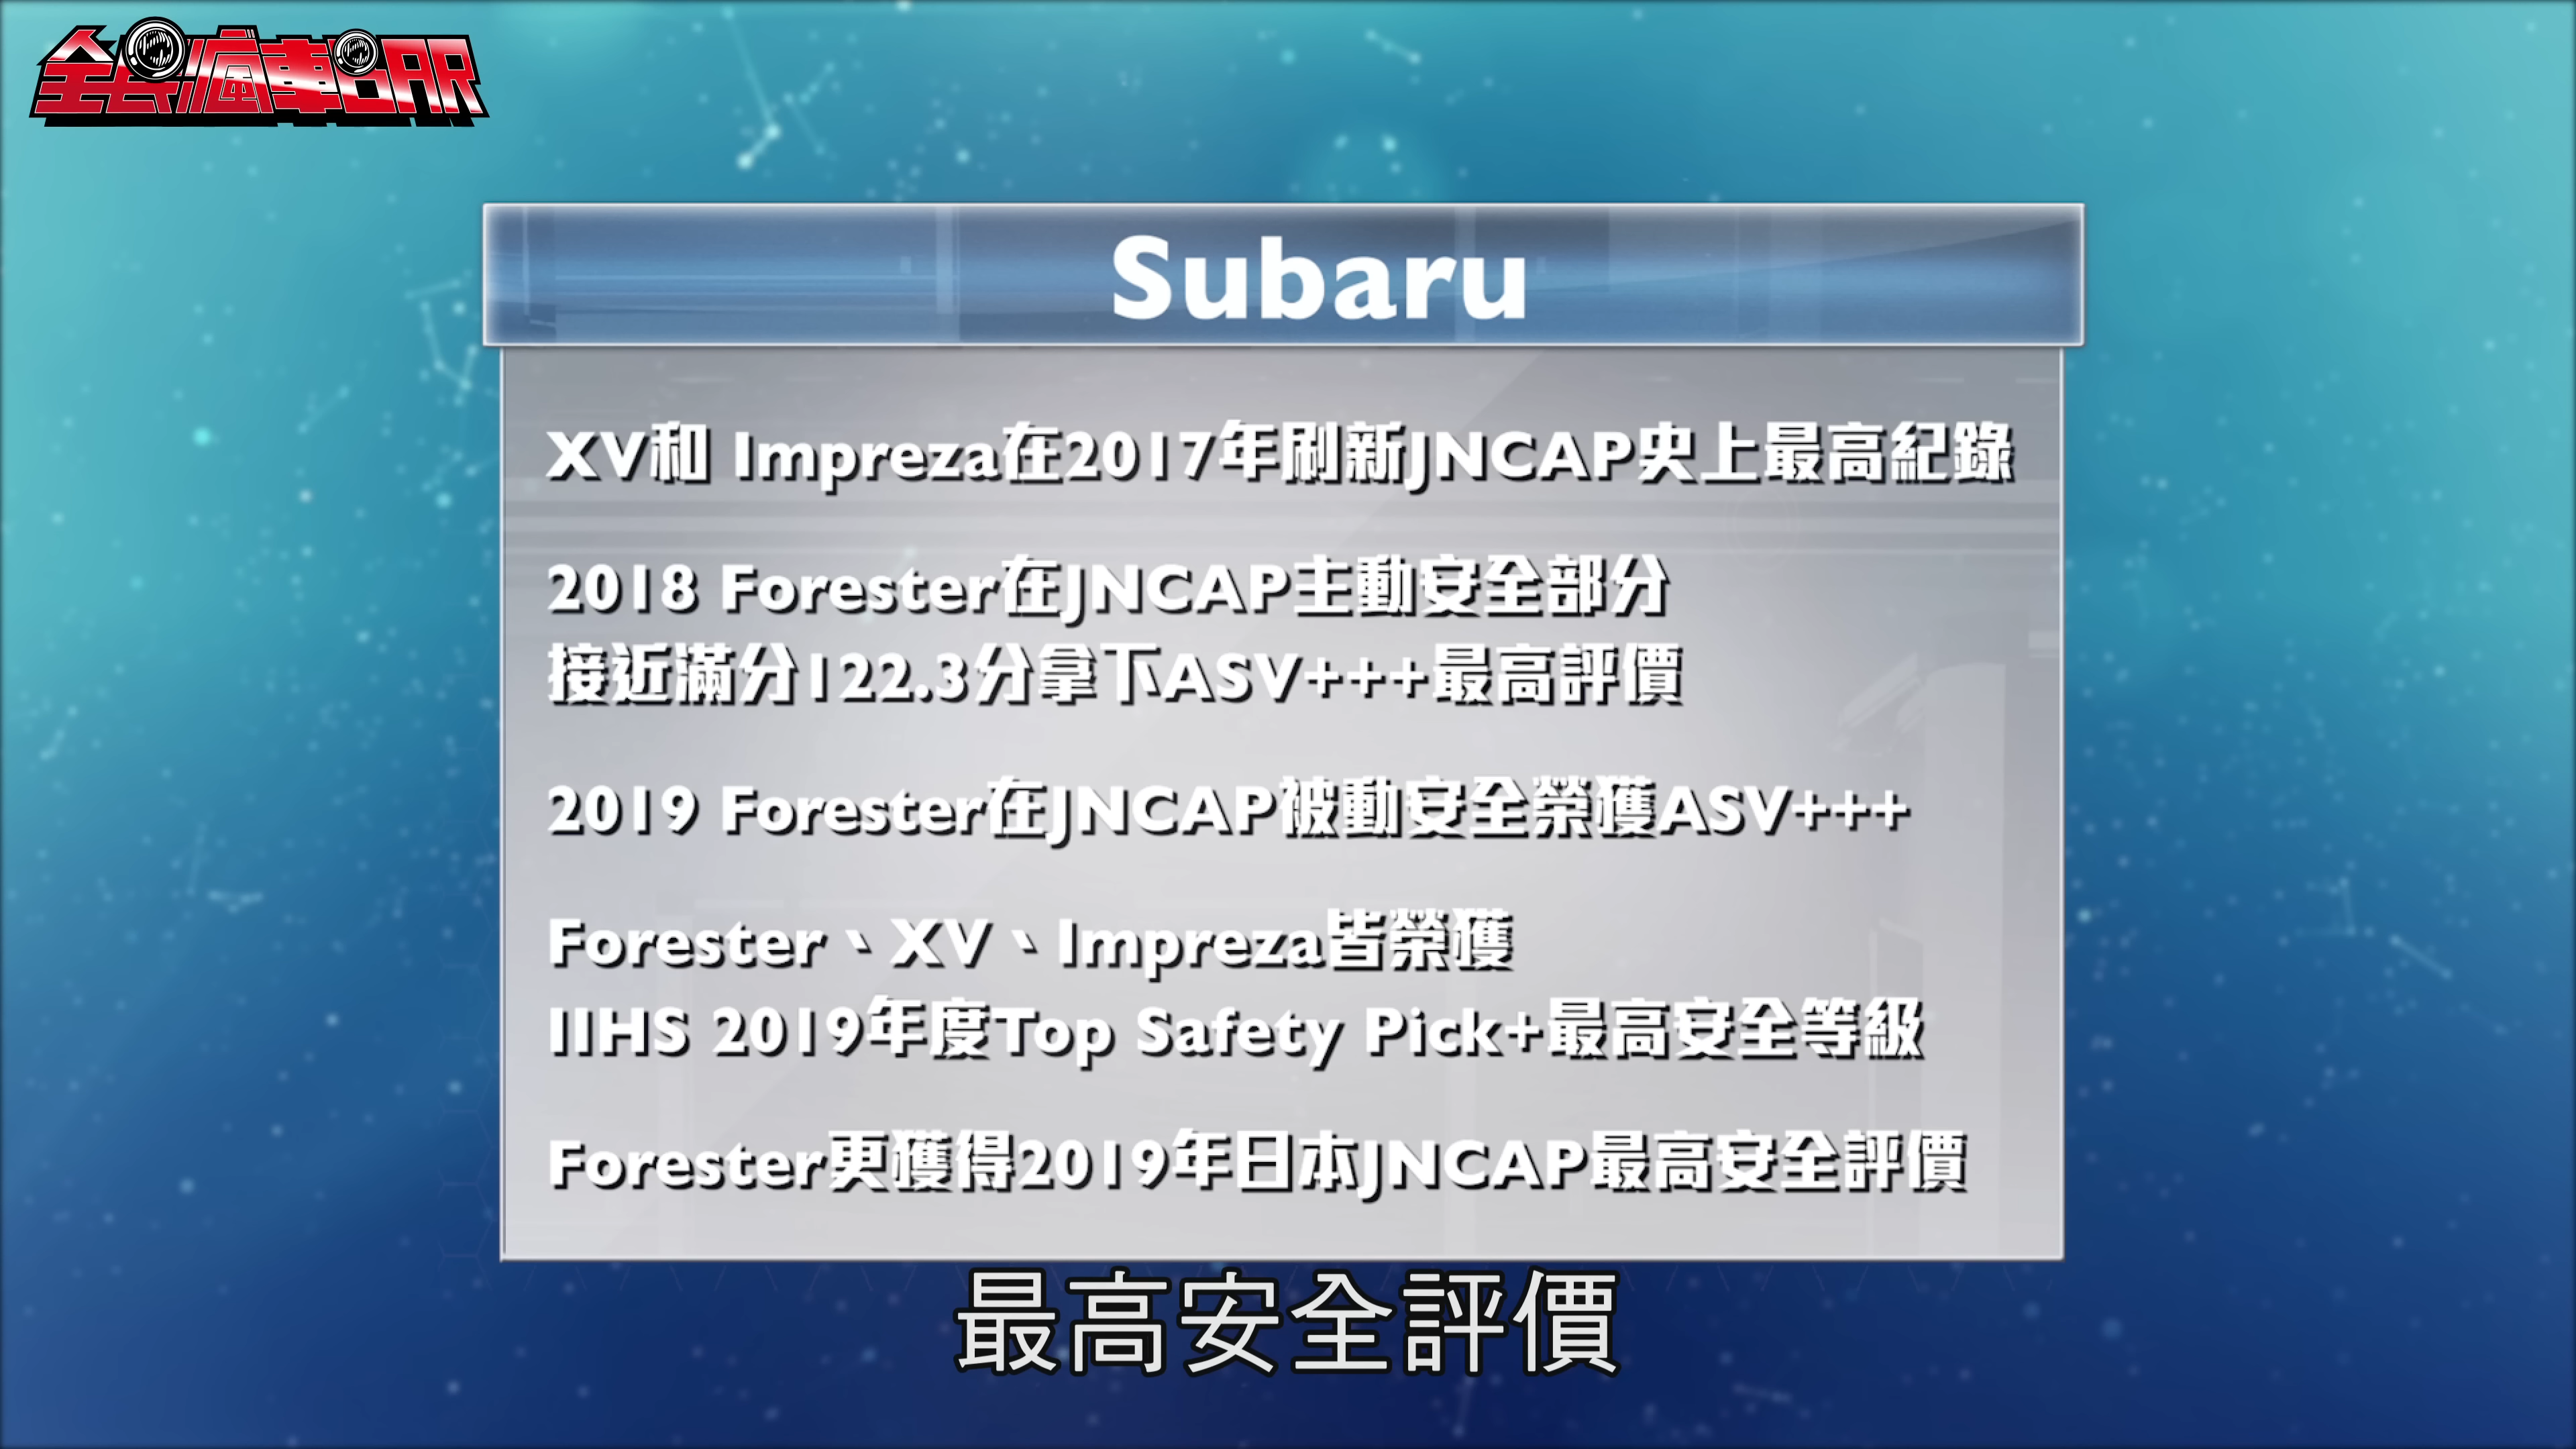 全民瘋車BAR
Subaru
XV和 Impreza在2017年刷新JNCAP史上最高紀錄
2018 Forester在JNCAP主動安全部分
接近滿分122.3分拿下ASV+++最高評價
2019 Forester在JNCAP被動安全榮獲ASV+++
Forester、XV、Impreza皆榮獲
IIHS 2019年度Top Safety Pick+最高安全等級
Forester更獲得2019年日本JNCAP最高安全評價
最高安全評價